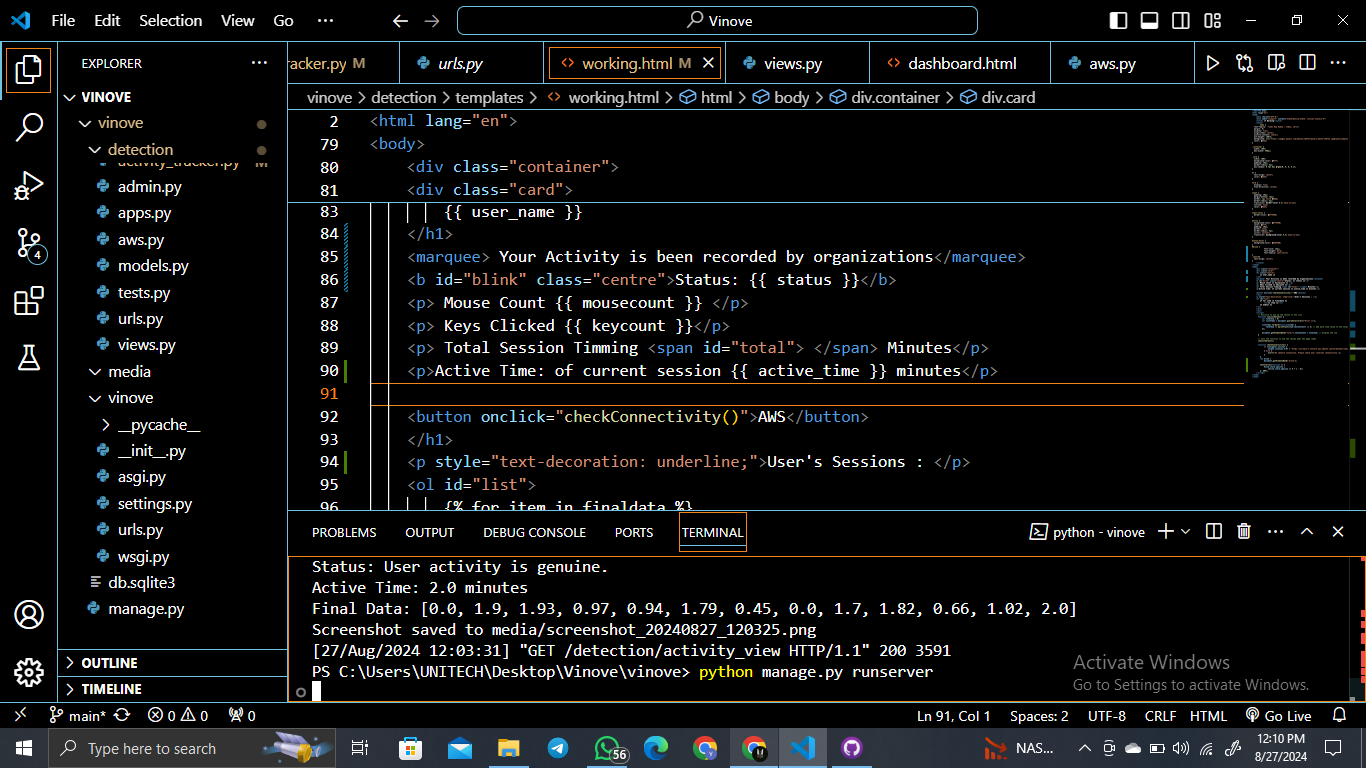 File Edit Selection View Go ··· Vinove
EXPLORER ···
racker.py M urls.py working.html M views.py dashboard.html aws.py ···
VINOVE
vinove > detection > templates > working.html > html > body > div.container > div.card
vinove
detection
activity_tracker.py M
admin.py
apps.py
aws.py
models.py
tests.py
urls.py
views.py
media
vinove
__pycache__
__init__.py
asgi.py
settings.py
urls.py
wsgi.py
db.sqlite3
manage.py
OUTLINE
TIMELINE
4
2 <html lang="en">
79 <body>
80 <div class="container">
81 <div class="card">
83 {{ user_name }}
84 </h1>
85 <marquee> Your Activity is been recorded by organizations</marquee>
86 <b id="blink" class="centre">Status: {{ status }}</b>
87 <p> Mouse Count {{ mousecount }} </p>
88 <p> Keys Clicked {{ keycount }}</p>
89 <p> Total Session Timming <span id="total"> </span> Minutes</p>
90 <p>Active Time: of current session {{ active_time }} minutes</p>
91
92 <button onclick="checkConnectivity()">AWS</button>
93 </h1>
94 <p style="text-decoration: underline;">User's Sessions : </p>
95 <ol id="list">
96 {% for item in finaldata %}
PROBLEMS OUTPUT DEBUG CONSOLE PORTS TERMINAL python - vinove ···
Status: User activity is genuine.
Active Time: 2.0 minutes
Final Data: [0.0, 1.9, 1.93, 0.97, 0.94, 1.79, 0.45, 0.0, 1.7, 1.82, 0.66, 1.02, 2.0]
Screenshot saved to media/screenshot_20240827_120325.png
[27/Aug/2024 12:03:31] "GET /detection/activity_view HTTP/1.1" 200 3591
PS C:\Users\UNITECH\Desktop\Vinove\vinove> python manage.py runserver
Activate Windows
Go to Settings to activate Windows.
main* 0 0 0 Ln 91, Col 1 Spaces: 2 UTF-8 CRLF HTML Go Live
Type here to search 56 NAS... 12:10 PM
8/27/2024